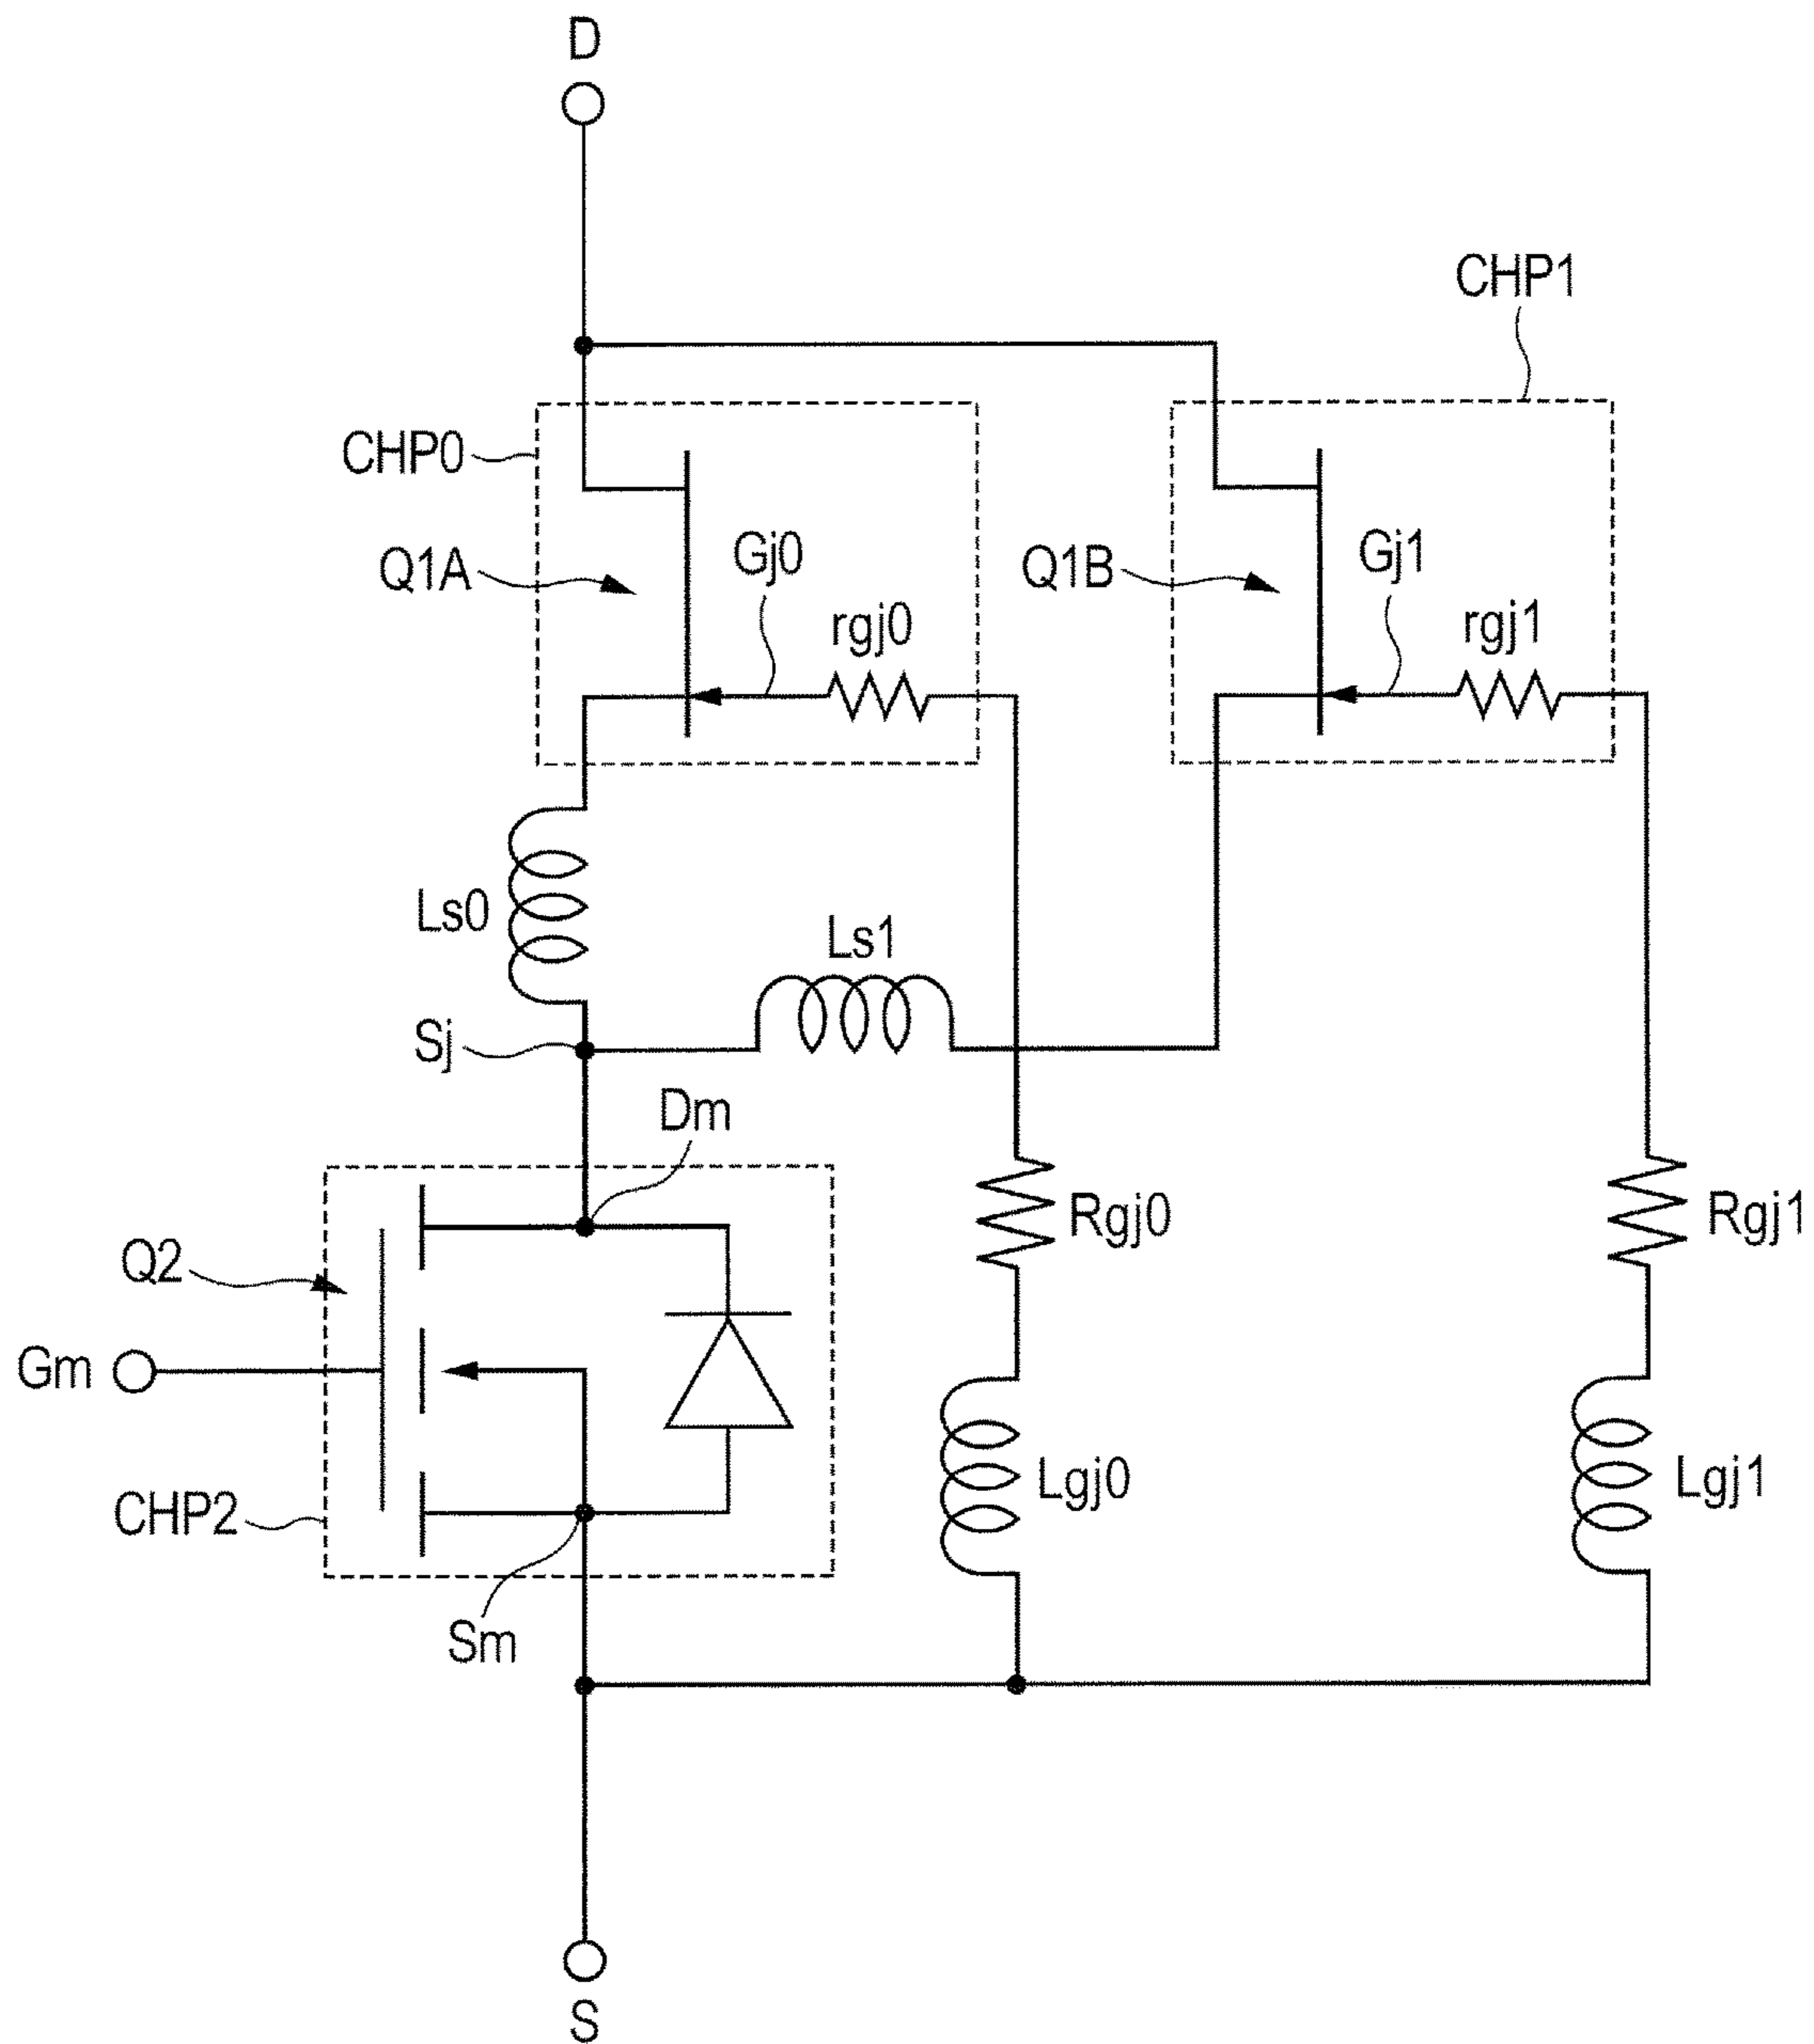 D
CHP1
CHP0
Q1A
Gj0
rgj0
Q1B
Gj1
rgj1
Ls0
Ls1
Sj
Dm
Q2
Rgj0
Rgj1
Gm
Lgj0
Lgj1
CHP2
Sm
S